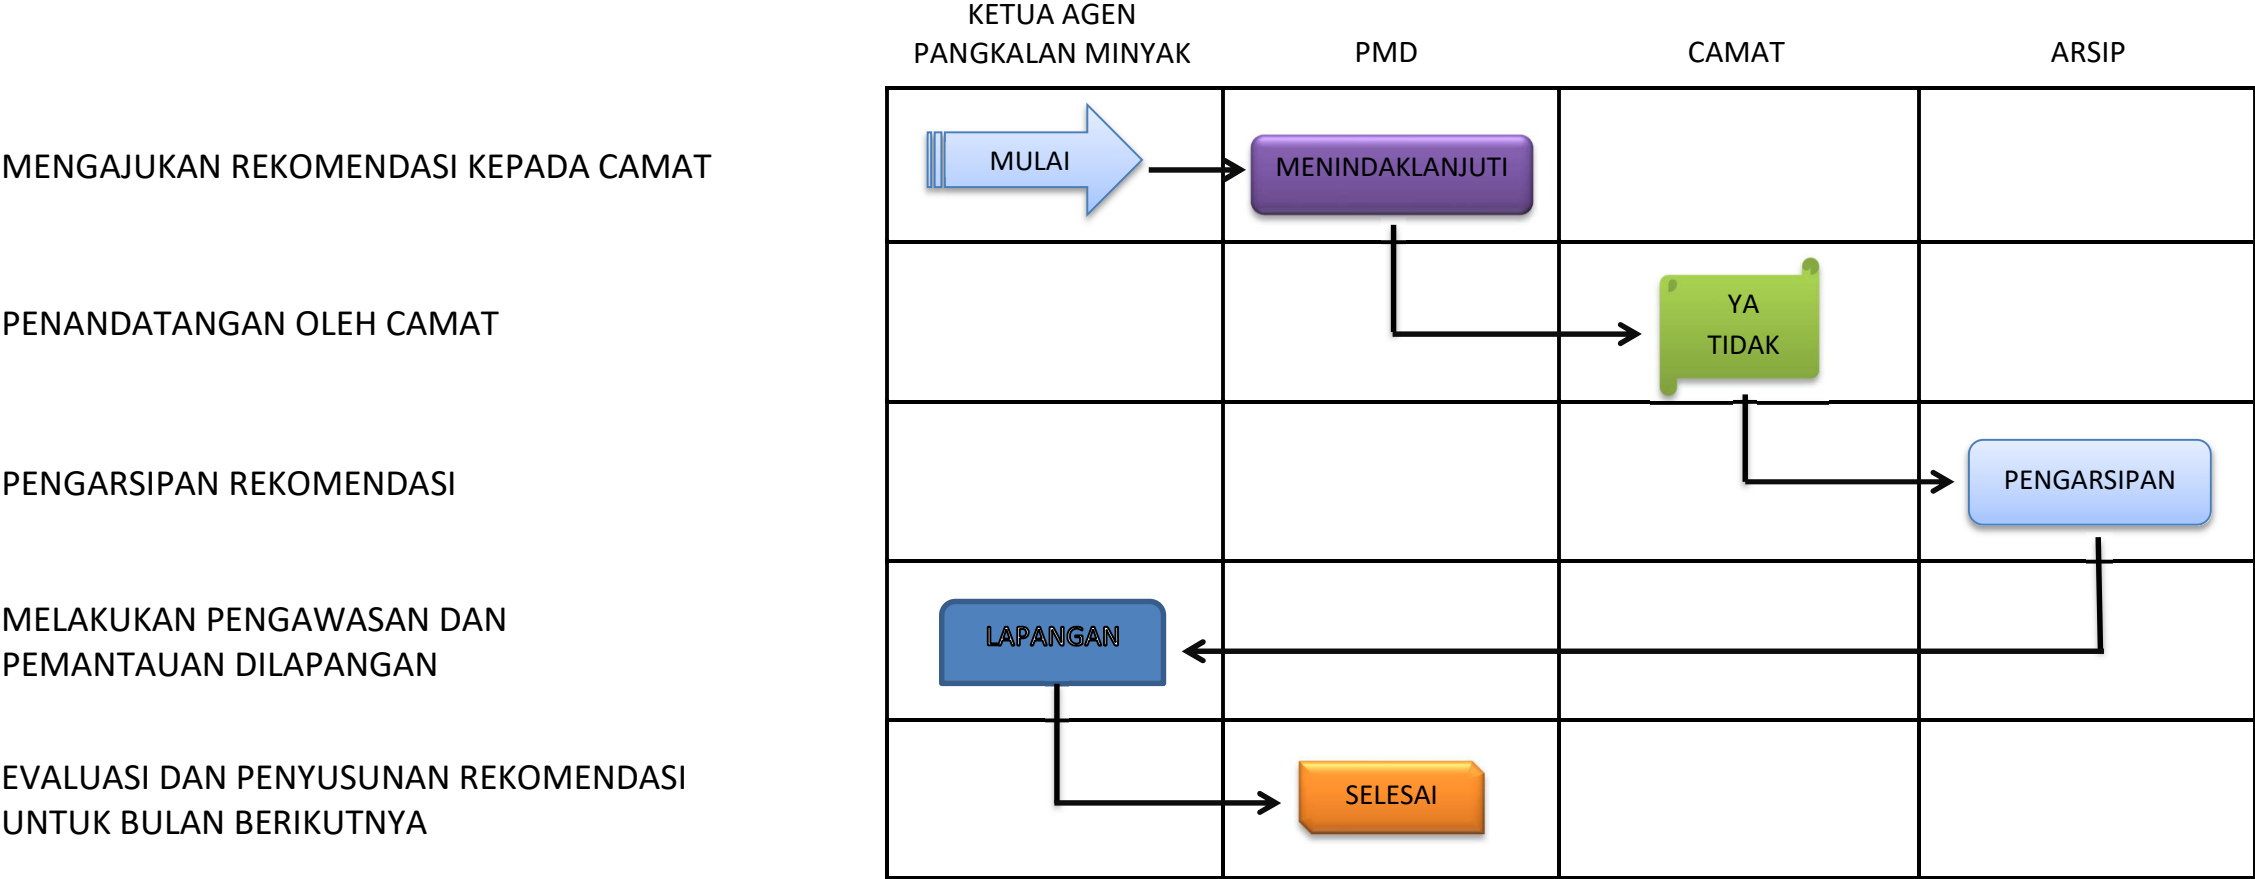 KETUA AGEN
PANGKALAN MINYAK
PMD
CAMAT
ARSIP
MENGAJUKAN REKOMENDASI KEPADA CAMAT
MULAI
MENINDAKLANJUTI
PENANDATANGAN OLEH CAMAT
YA
TIDAK
PENGARSIPAN REKOMENDASI
PENGARSIPAN
MELAKUKAN PENGAWASAN DAN
PEMANTAUAN DILAPANGAN
LAPANGAN
EVALUASI DAN PENYUSUNAN REKOMENDASI
UNTUK BULAN BERIKUTNYA
SELESAI